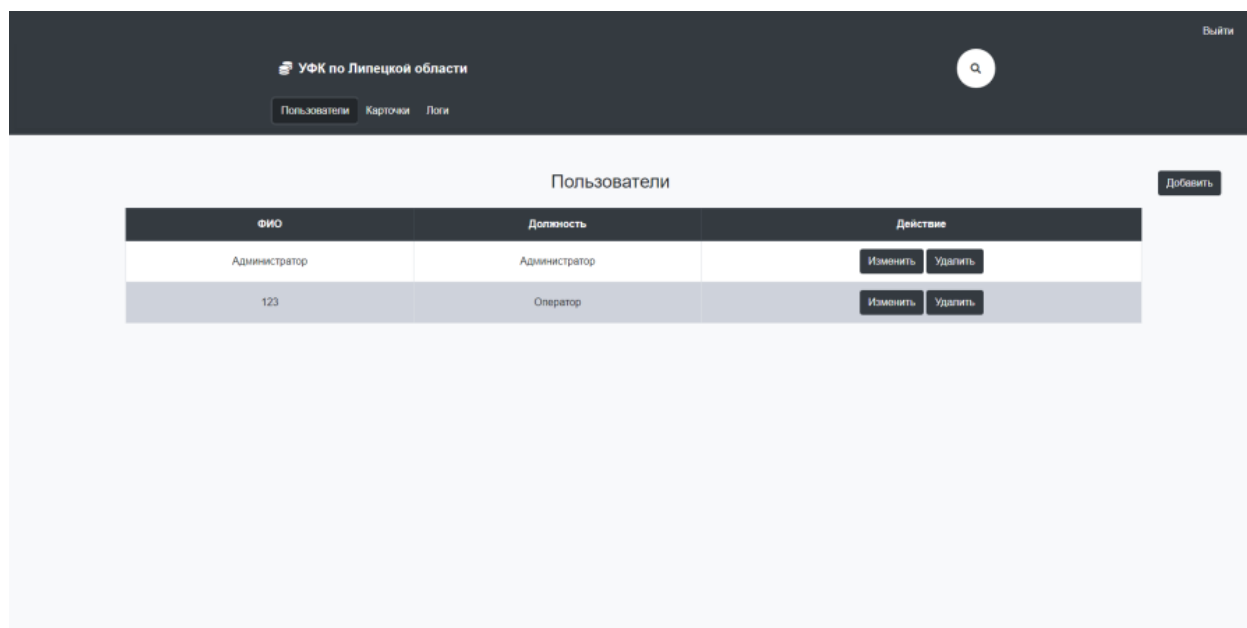 Выйти
УФК по Липецкой области
Пользователи Карточки Логи
Пользователи
Добавить
ФИО Должность Действие
Администратор Администратор Изменить Удалить
123 Оператор Изменить Удалить